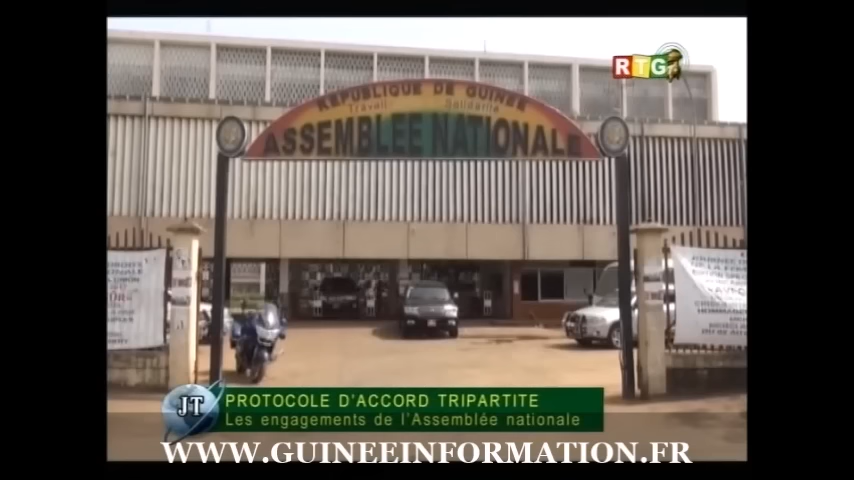 RTG
REPUBLIQUE DE GUINEE
Travail Solidarité
ASSEMBLEE NATIONALE
JT
PROTOCOLE D'ACCORD TRIPARTITE
Les engagements de l'Assemblée nationale
WWW.GUINEEINFORMATION.FR